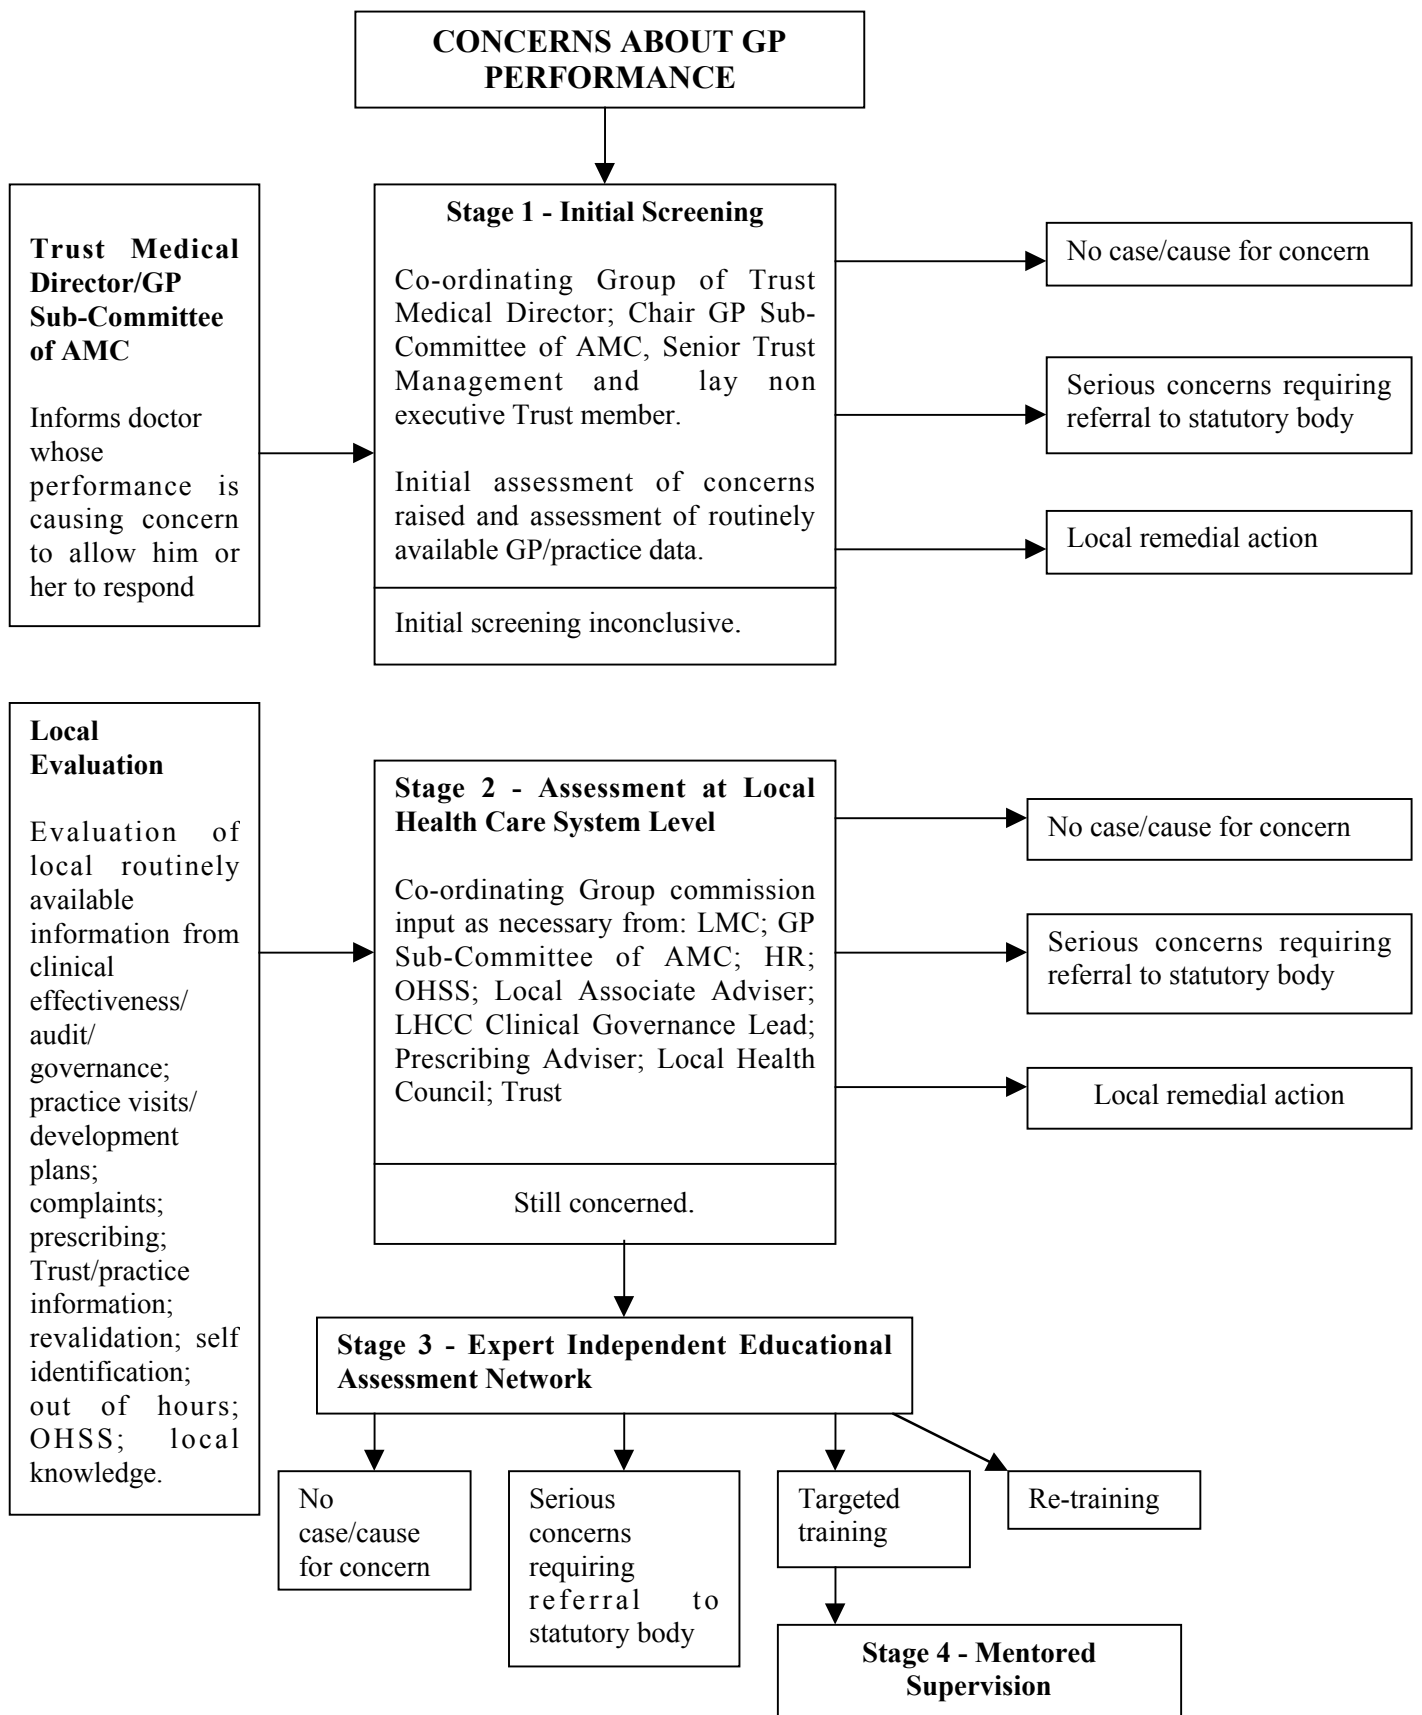 CONCERNS ABOUT GP
PERFORMANCE
Trust Medical
Director/GP
Sub-Committee
of AMC
Informs doctor
whose
performance is
causing concern
to allow him or
her to respond
Stage 1 - Initial Screening
Co-ordinating Group of Trust
Medical Director; Chair GP Sub-
Committee of AMC, Senior Trust
Management and lay non
executive Trust member.
Initial assessment of concerns
raised and assessment of routinely
available GP/practice data.
Initial screening inconclusive.
No case/cause for concern
Serious concerns requiring
referral to statutory body
Local remedial action
Local
Evaluation
Evaluation of
local routinely
available
information from
clinical
effectiveness/
audit/
governance;
practice visits/
development
plans;
complaints;
prescribing;
Trust/practice
information;
revalidation; self
identification;
out of hours;
OHSS; local
knowledge.
Stage 2 - Assessment at Local
Health Care System Level
Co-ordinating Group commission
input as necessary from: LMC; GP
Sub-Committee of AMC; HR;
OHSS; Local Associate Adviser;
LHCC Clinical Governance Lead;
Prescribing Adviser; Local Health
Council; Trust
Still concerned.
No case/cause for concern
Serious concerns requiring
referral to statutory body
Local remedial action
Stage 3 - Expert Independent Educational
Assessment Network
No
case/cause
for concern
Serious
concerns
requiring
referral to
statutory body
Targeted
training
Re-training
Stage 4 - Mentored
Supervision